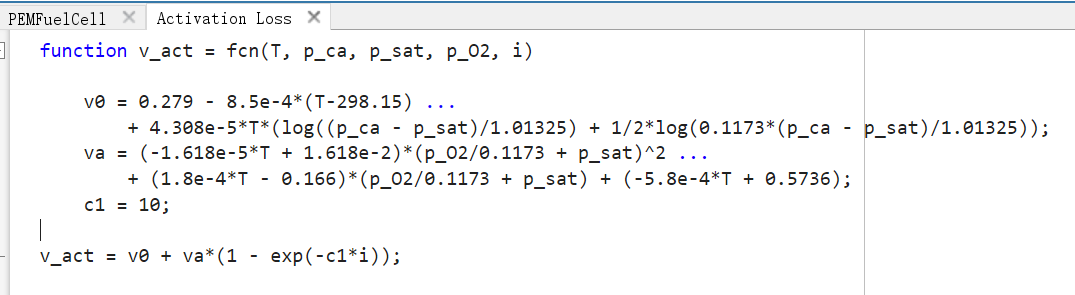 PEMFuelCell ✕ Activation Loss ✕
function v_act = fcn(T, p_ca, p_sat, p_O2, i)
v0 = 0.279 - 8.5e-4*(T-298.15) ...
+ 4.308e-5*T*(log((p_ca - p_sat)/1.01325) + 1/2*log(0.1173*(p_ca - p_sat)/1.01325));
va = (-1.618e-5*T + 1.618e-2)*(p_O2/0.1173 + p_sat)^2 ...
+ (1.8e-4*T - 0.166)*(p_O2/0.1173 + p_sat) + (-5.8e-4*T + 0.5736);
c1 = 10;
v_act = v0 + va*(1 - exp(-c1*i));